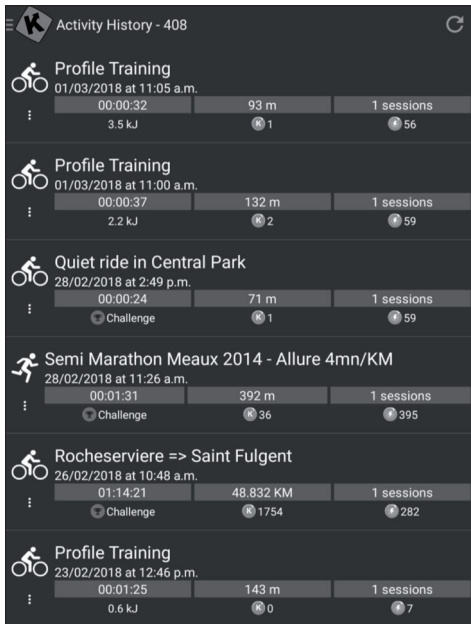 K Activity History - 408
Profile Training
01/03/2018 at 11:05 a.m.
00:00:32 93 m 1 sessions
3.5 kJ K 1 56
Profile Training
01/03/2018 at 11:00 a.m.
00:00:37 132 m 1 sessions
2.2 kJ K 2 59
Quiet ride in Central Park
28/02/2018 at 2:49 p.m.
00:00:24 71 m 1 sessions
Challenge K 1 59
Semi Marathon Meaux 2014 - Allure 4mn/KM
28/02/2018 at 11:26 a.m.
00:01:31 392 m 1 sessions
Challenge K 36 395
Rocheserviere => Saint Fulgent
26/02/2018 at 10:48 a.m.
01:14:21 48.832 KM 1 sessions
Challenge K 1754 282
Profile Training
23/02/2018 at 12:46 p.m.
00:01:25 143 m 1 sessions
0.6 kJ K 0 7